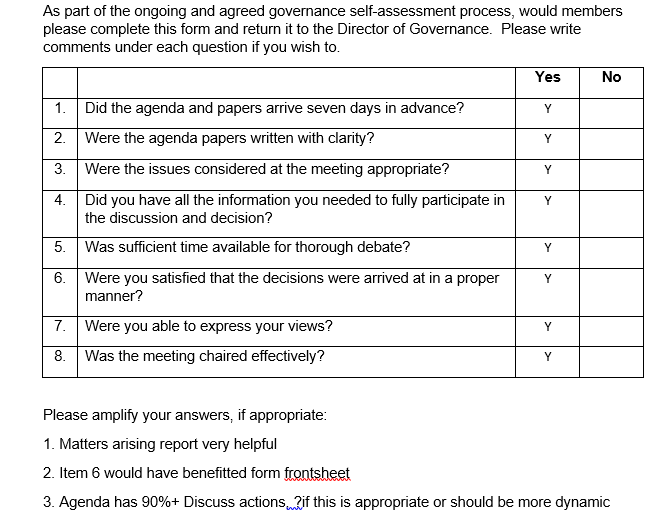 As part of the ongoing and agreed governance self-assessment process, would members
please complete this form and return it to the Director of Governance.  Please write
comments under each question if you wish to.
Yes No
1. Did the agenda and papers arrive seven days in advance? Y
2. Were the agenda papers written with clarity? Y
3. Were the issues considered at the meeting appropriate? Y
4. Did you have all the information you needed to fully participate in Y
the discussion and decision?
5. Was sufficient time available for thorough debate? Y
6. Were you satisfied that the decisions were arrived at in a proper Y
manner?
7. Were you able to express your views? Y
8. Was the meeting chaired effectively? Y
Please amplify your answers, if appropriate:
1. Matters arising report very helpful
2. Item 6 would have benefitted form frontsheet
3. Agenda has 90%+ Discuss actions, ?if this is appropriate or should be more dynamic